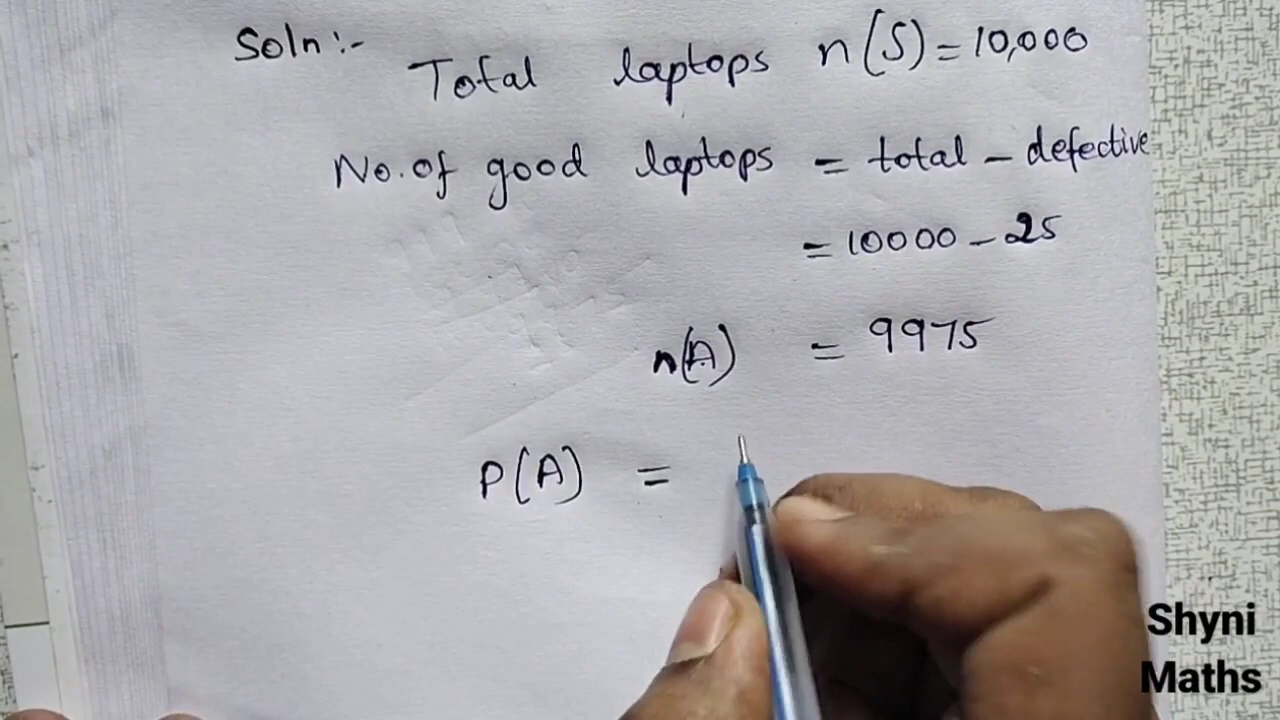 Soln :-
Total laptops n(S) = 10,000
No. of good laptops = total - defective
= 10000 - 25
n(A) = 9975
P(A) =
Shyni
Maths